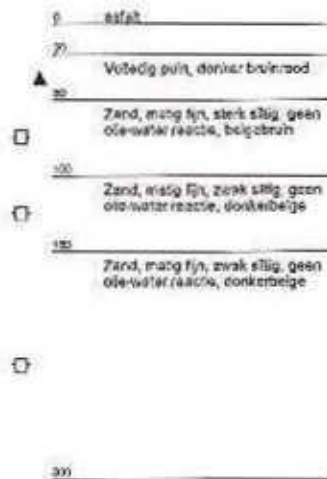 0 asfalt
20
Volledig puin, donker bruinrood
50
Zand, matig fijn, sterk siltig, geen
olie-water reactie, beigebruin
100
Zand, matig fijn, zwak siltig, geen
olie-water reactie, donkerbeige
150
Zand, matig fijn, zwak siltig, geen
olie-water reactie, donkerbeige
300